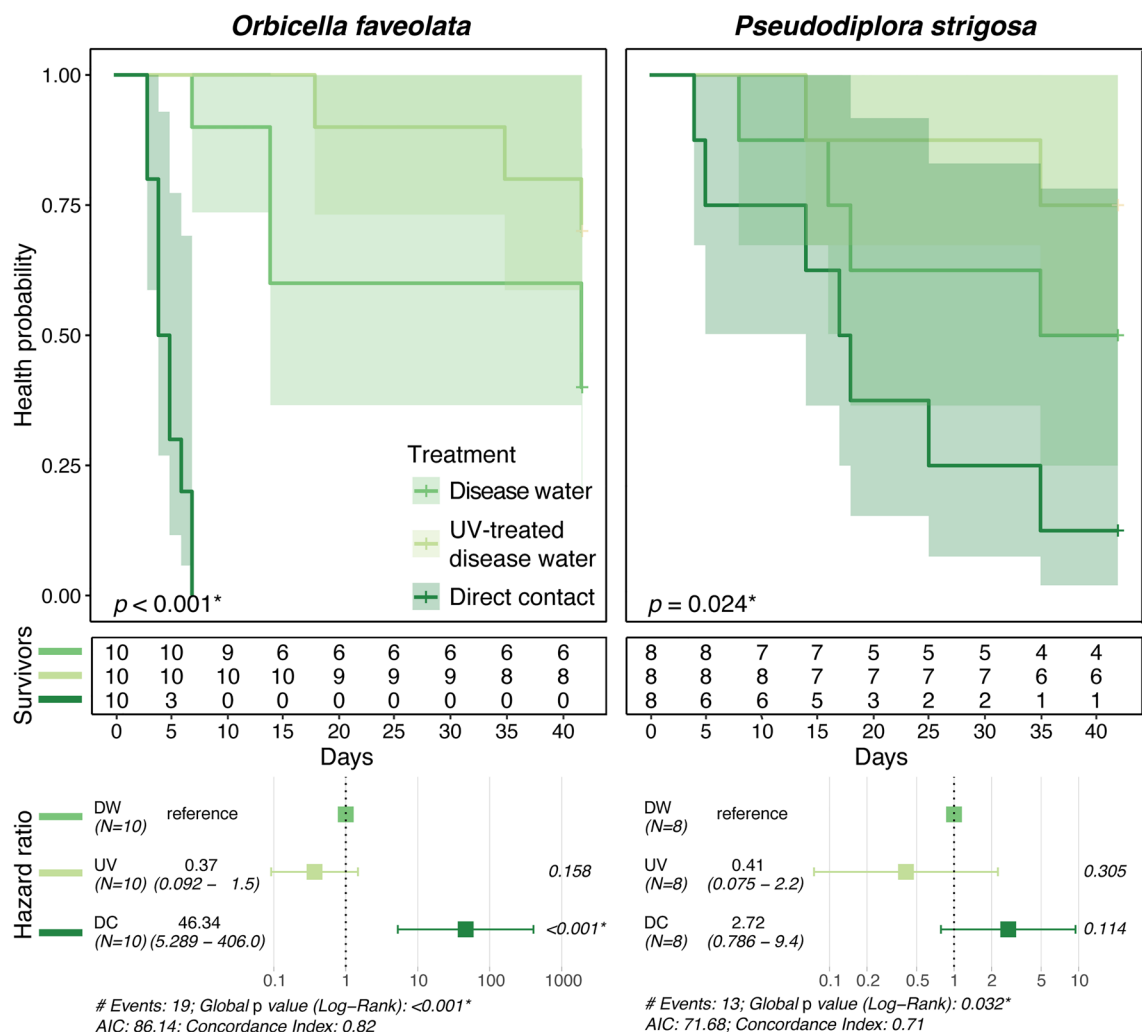 Orbicella faveolata
Pseudodiplora strigosa
Health probability
1.00
0.75
0.50
0.25
0.00
Treatment
Disease water
UV-treated
disease water
Direct contact
p < 0.001*
p = 0.024*
Survivors
10 10 9 6 6 6 6 6 6
10 10 10 10 9 9 9 8 8
10 3 0 0 0 0 0 0 0
0 5 10 15 20 25 30 35 40
Days
8 8 7 7 5 5 5 4 4
8 8 8 7 7 7 7 6 6
8 6 6 5 3 2 2 1 1
0 5 10 15 20 25 30 35 40
Days
Hazard ratio
DW
(N=10)
reference
UV
(N=10)
0.37
(0.092 – 1.5)
0.158
DC
(N=10)
46.34
(5.289 – 406.0)
<0.001*
0.1 1 10 100 1000
# Events: 19; Global p value (Log–Rank): <0.001*
AIC: 86.14; Concordance Index: 0.82
DW
(N=8)
reference
UV
(N=8)
0.41
(0.075 – 2.2)
0.305
DC
(N=8)
2.72
(0.786 – 9.4)
0.114
0.1 0.2 0.5 1 2 5 10
# Events: 13; Global p value (Log–Rank): 0.032*
AIC: 71.68; Concordance Index: 0.71